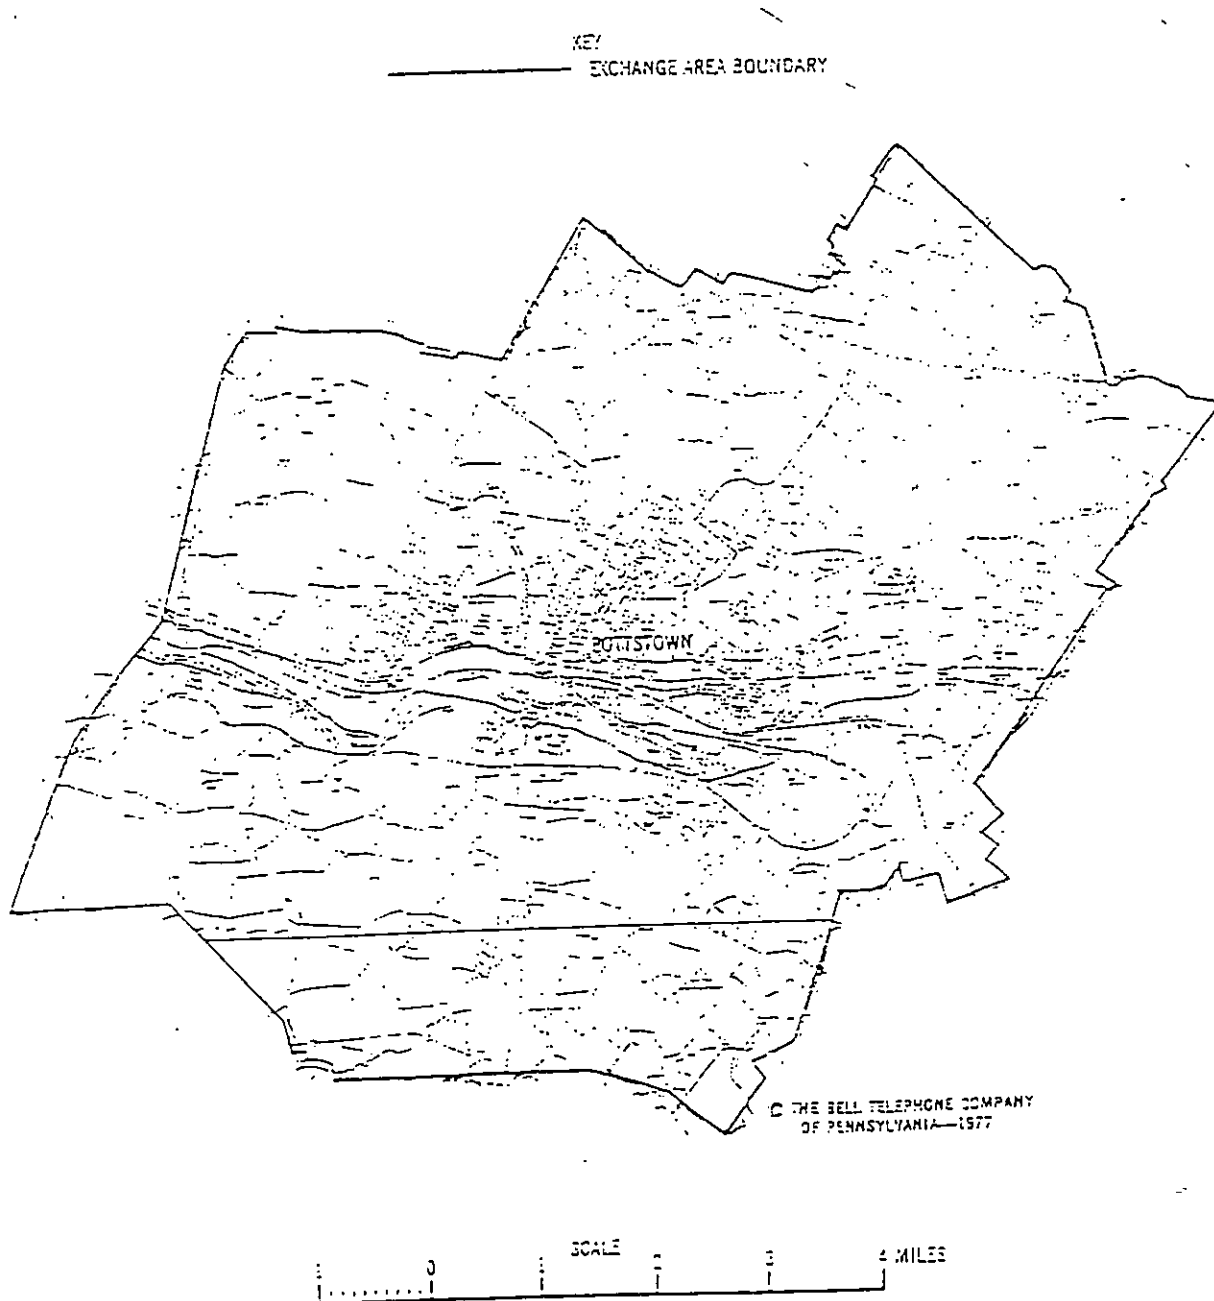 KEY
EXCHANGE AREA BOUNDARY
POTTSTOWN
© THE BELL TELEPHONE COMPANY
OF PENNSYLVANIA—1977
SCALE
1 0 1 2 3 4 MILES